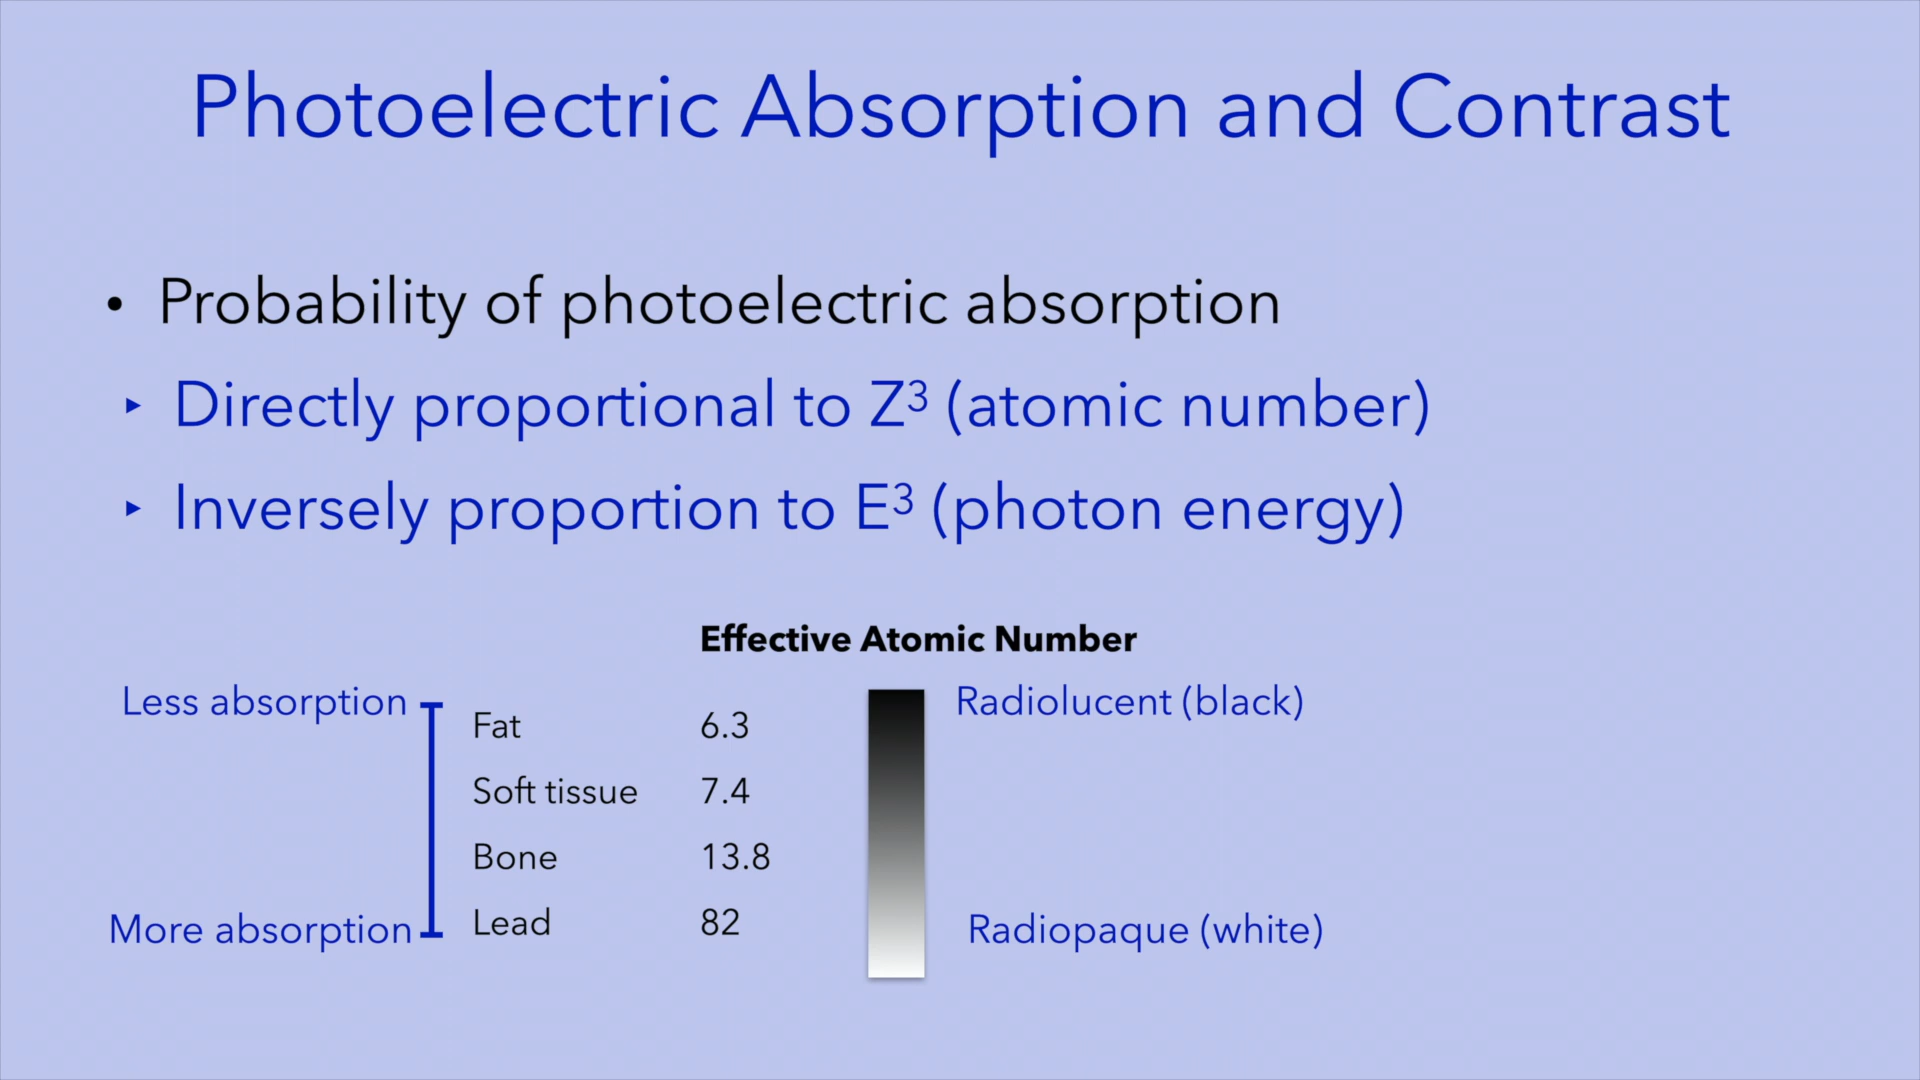 Photoelectric Absorption and Contrast
• Probability of photoelectric absorption
‣ Directly proportional to Z³ (atomic number)
‣ Inversely proportion to E³ (photon energy)
Effective Atomic Number
Less absorption
Radiolucent (black)
Fat 6.3
Soft tissue 7.4
Bone 13.8
Lead 82
More absorption
Radiopaque (white)